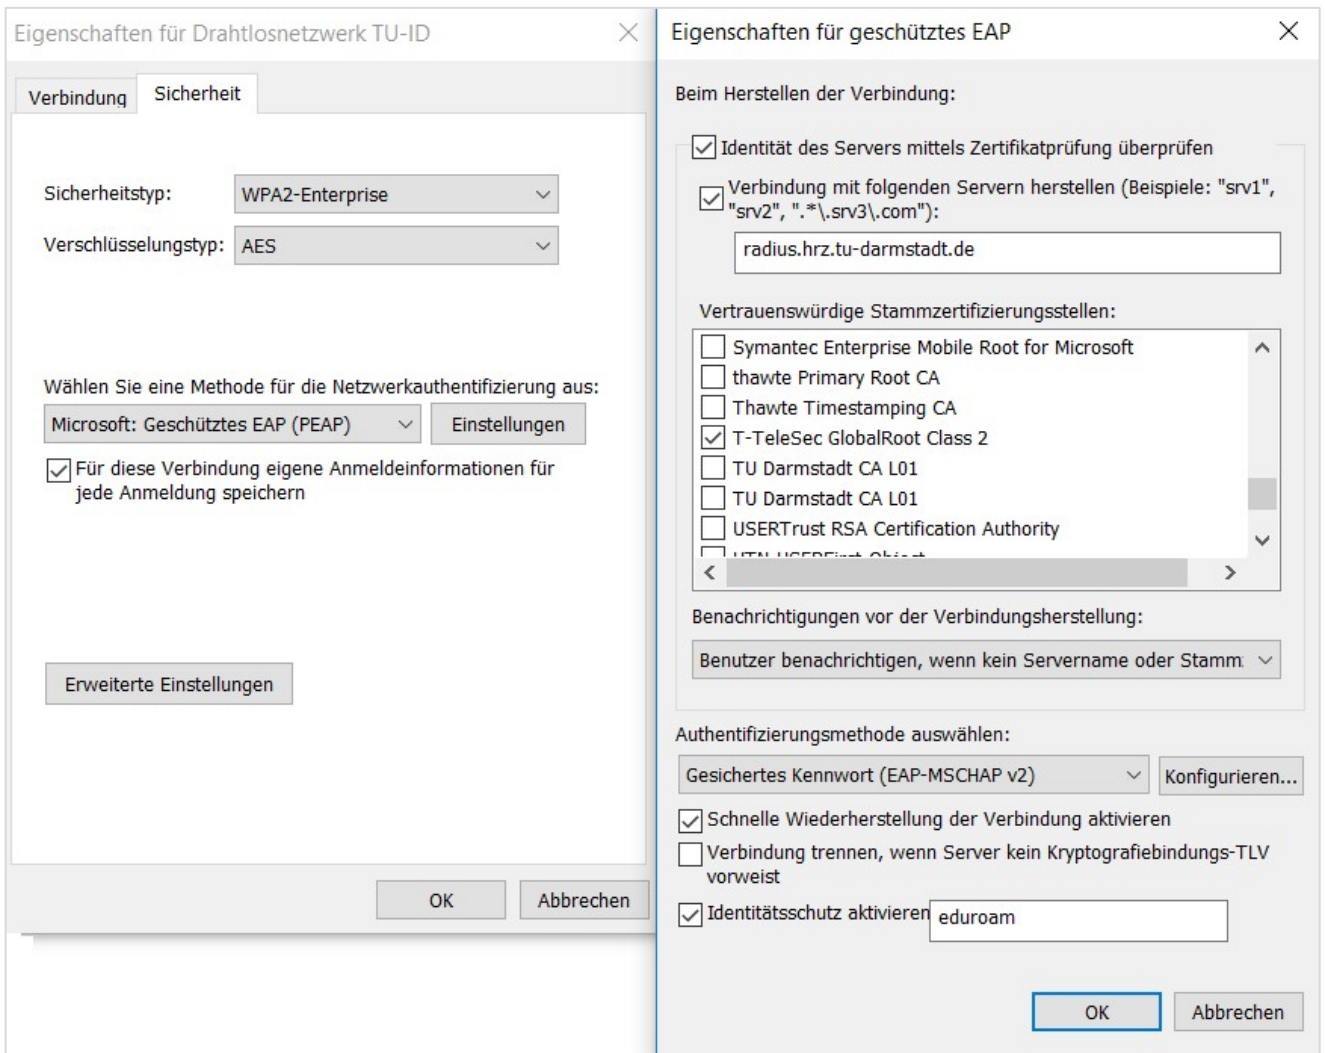 Eigenschaften für Drahtlosnetzwerk TU-ID
Verbindung
Sicherheit
Sicherheitstyp:
WPA2-Enterprise
Verschlüsselungstyp:
AES
Wählen Sie eine Methode für die Netzwerkauthentifizierung aus:
Microsoft: Geschütztes EAP (PEAP)
Einstellungen
Für diese Verbindung eigene Anmeldeinformationen für
jede Anmeldung speichern
Erweiterte Einstellungen
OK
Abbrechen
Eigenschaften für geschütztes EAP
Beim Herstellen der Verbindung:
Identität des Servers mittels Zertifikatprüfung überprüfen
Verbindung mit folgenden Servern herstellen (Beispiele: "srv1",
"srv2", ".*\.srv3\.com"):
radius.hrz.tu-darmstadt.de
Vertrauenswürdige Stammzertifizierungsstellen:
Symantec Enterprise Mobile Root for Microsoft
thawte Primary Root CA
Thawte Timestamping CA
T-TeleSec GlobalRoot Class 2
TU Darmstadt CA L01
TU Darmstadt CA L01
USERTrust RSA Certification Authority
Benachrichtigungen vor der Verbindungsherstellung:
Benutzer benachrichtigen, wenn kein Servername oder Stamm
Authentifizierungsmethode auswählen:
Gesichertes Kennwort (EAP-MSCHAP v2)
Konfigurieren...
Schnelle Wiederherstellung der Verbindung aktivieren
Verbindung trennen, wenn Server kein Kryptografiebindungs-TLV
vorweist
Identitätsschutz aktivieren
eduroam
OK
Abbrechen